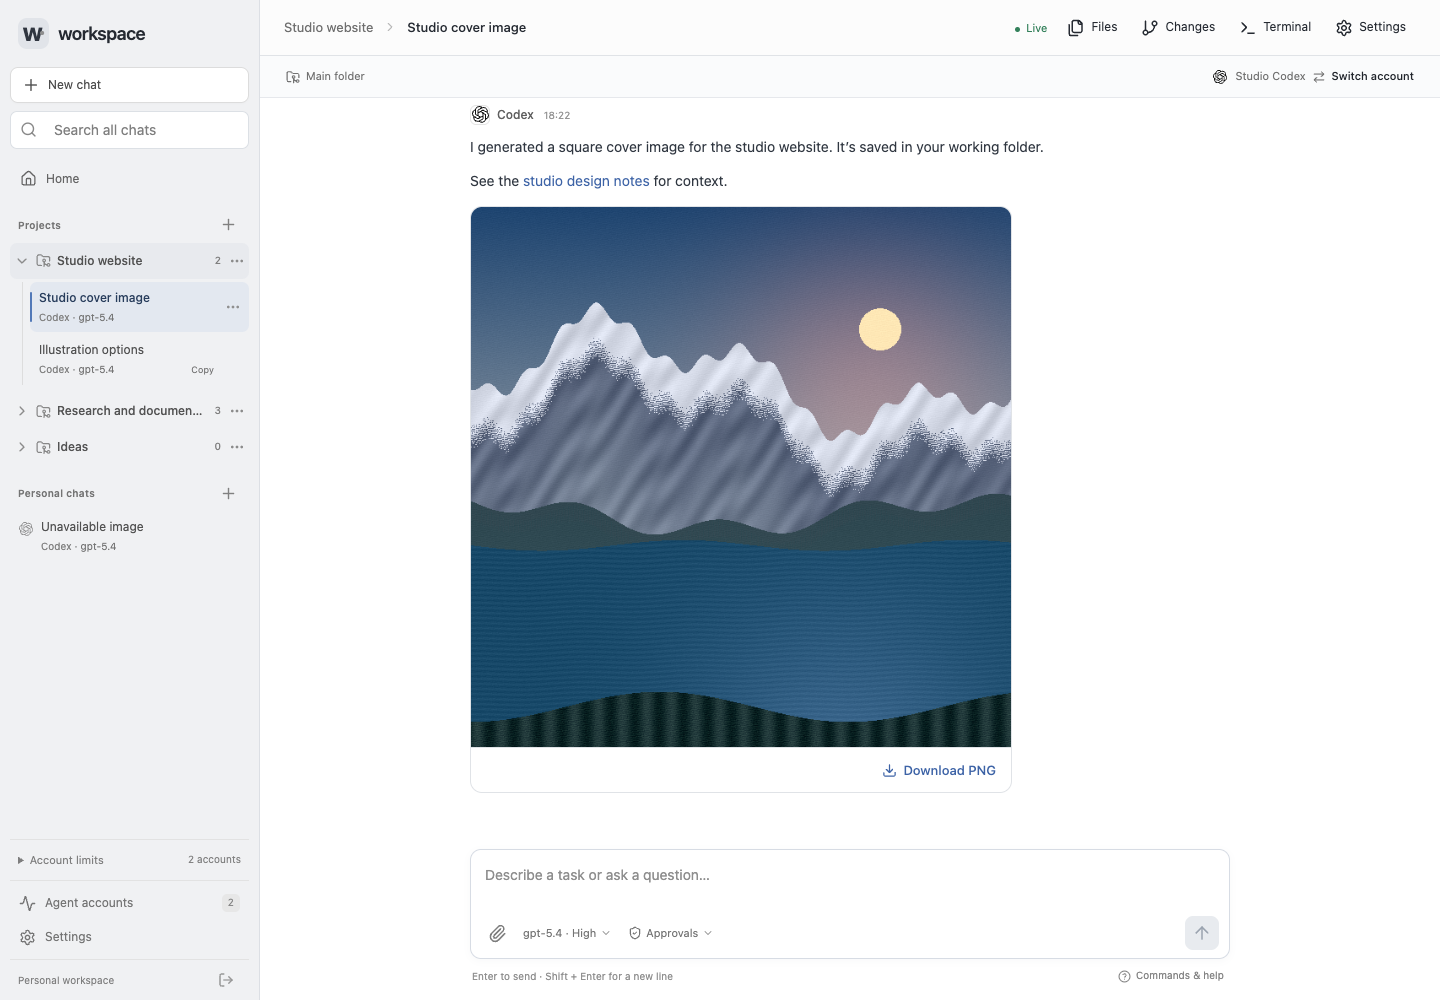 W workspace
New chat
Search all chats
Home
Projects
Studio website 2
Studio cover image
Codex · gpt-5.4
Illustration options
Codex · gpt-5.4 Copy
Research and documen... 3
Ideas 0
Personal chats
Unavailable image
Codex · gpt-5.4
Account limits 2 accounts
Agent accounts 2
Settings
Personal workspace
Studio website Studio cover image
Live Files Changes Terminal Settings
Main folder
Studio Codex Switch account
Codex 18:22
I generated a square cover image for the studio website. It’s saved in your working folder.
See the studio design notes for context.
Download PNG
Describe a task or ask a question...
gpt-5.4 · High Approvals
Enter to send · Shift + Enter for a new line
Commands & help